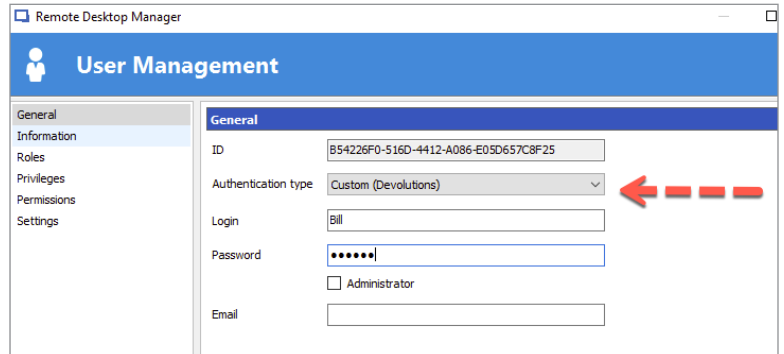 Remote Desktop Manager
User Management
General
Information
Roles
Privileges
Permissions
Settings
General
ID B54226F0-516D-4412-A086-E05D657C8F25
Authentication type Custom (Devolutions)
Login Bill
Password ••••••
Administrator
Email